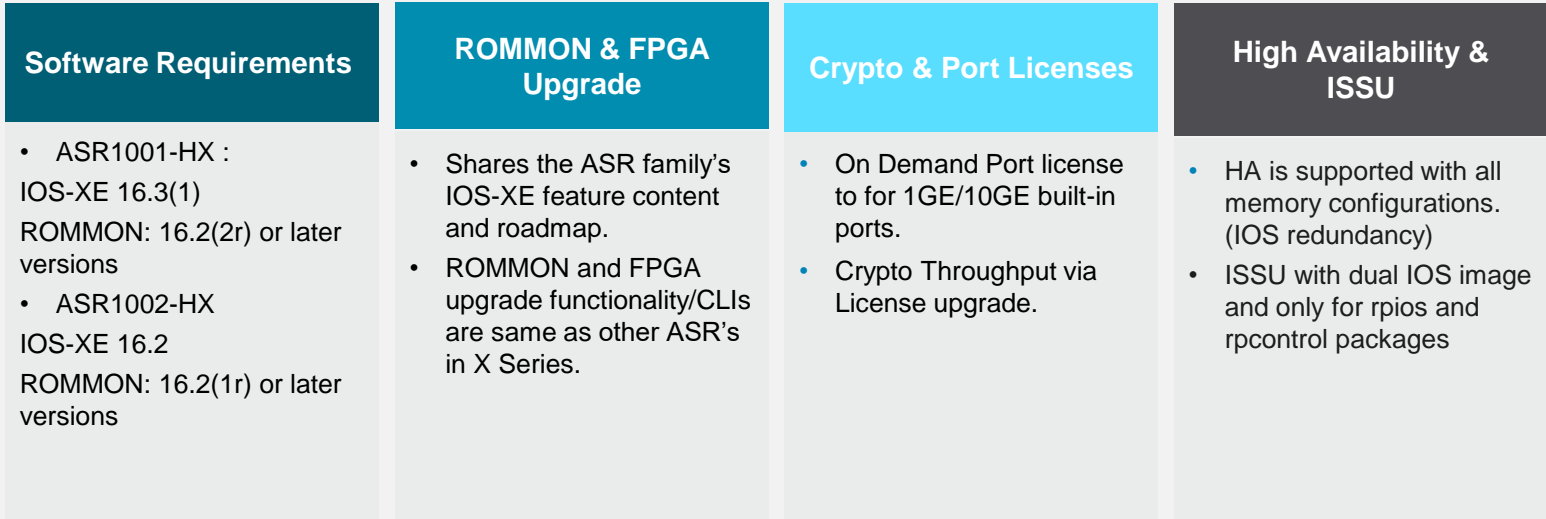 Software Requirements
• ASR1001-HX :
IOS-XE 16.3(1)
ROMMON: 16.2(2r) or later
versions
• ASR1002-HX
IOS-XE 16.2
ROMMON: 16.2(1r) or later
versions
ROMMON & FPGA
Upgrade
• Shares the ASR family’s
IOS-XE feature content
and roadmap.
• ROMMON and FPGA
upgrade functionality/CLIs
are same as other ASR’s
in X Series.
Crypto & Port Licenses
• On Demand Port license
to for 1GE/10GE built-in
ports.
• Crypto Throughput via
License upgrade.
High Availability &
ISSU
• HA is supported with all
memory configurations.
(IOS redundancy)
• ISSU with dual IOS image
and only for rpios and
rpcontrol packages